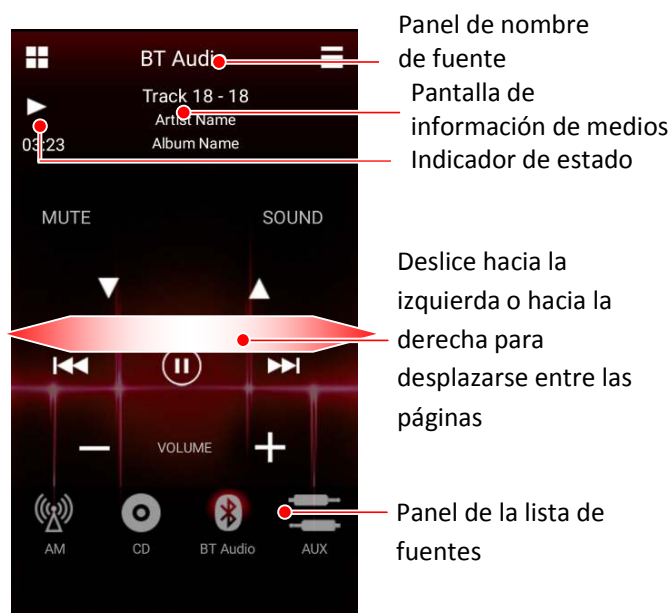 Panel de nombre
de fuente
Pantalla de
información de medios
Indicador de estado
BT Audio
Track 18 - 18
Artist Name
03:23
Album Name
MUTE
SOUND
Deslice hacia la
izquierda o hacia la
derecha para
desplazarse entre las
páginas
VOLUME
AM
CD
BT Audio
AUX
Panel de la lista de
fuentes